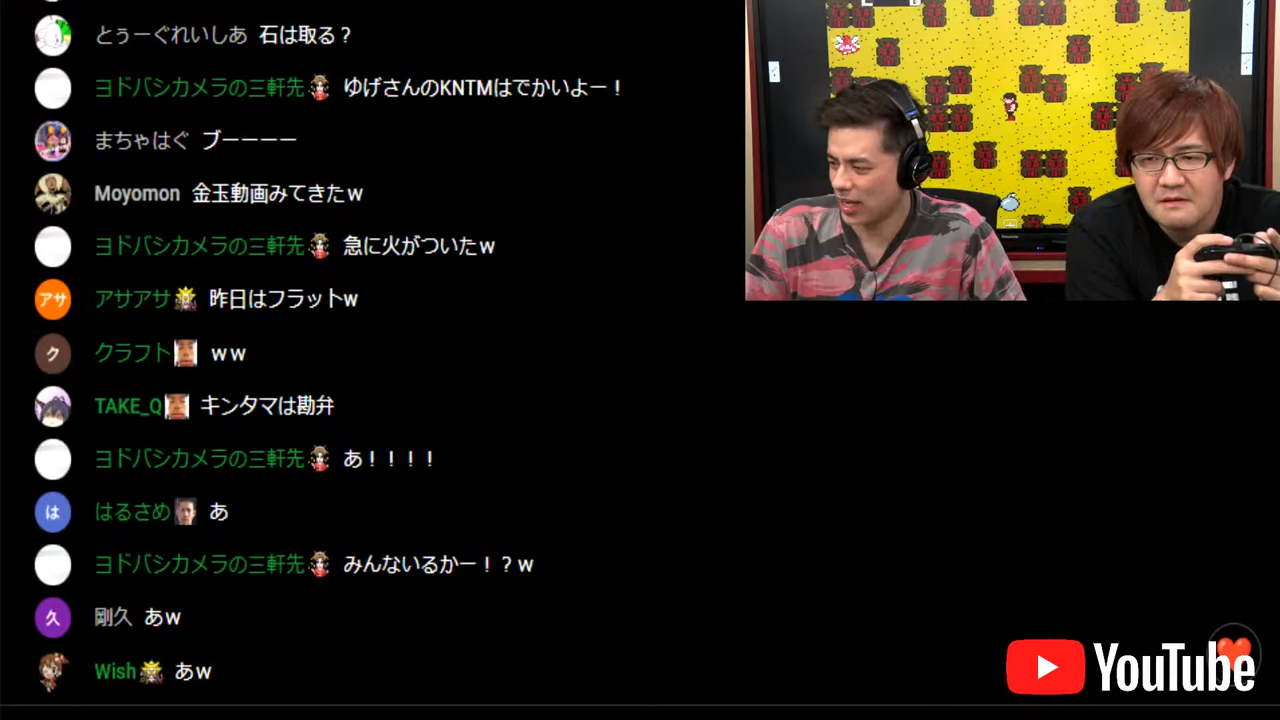 とぅーぐれいしあ 石は取る？
ヨドバシカメラの三軒先 ゆげさんのKNTMはでかいよー！
まちゃはぐ ブーーーー
Moyomon 金玉動画みてきたｗ
ヨドバシカメラの三軒先 急に火がついたｗ
アサ アサアサ 昨日はフラットw
ク クラフト ｗｗ
TAKE_Q キンタマは勘弁
ヨドバシカメラの三軒先 あ！！！！
は はるさめ あ
ヨドバシカメラの三軒先 みんないるかー！？ｗ
久 剛久 あw
Wish あw
YouTube